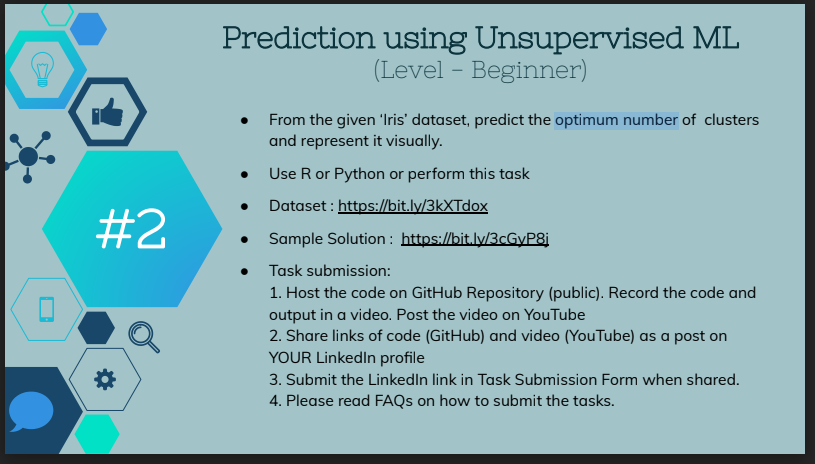 Prediction using Unsupervised ML
(Level - Beginner)
● From the given ‘Iris’ dataset, predict the optimum number of clusters
and represent it visually.
● Use R or Python or perform this task
● Dataset : https://bit.ly/3kXTdox
● Sample Solution : https://bit.ly/3cGyP8j
● Task submission:
1. Host the code on GitHub Repository (public). Record the code and
output in a video. Post the video on YouTube
2. Share links of code (GitHub) and video (YouTube) as a post on
YOUR LinkedIn profile
3. Submit the LinkedIn link in Task Submission Form when shared.
4. Please read FAQs on how to submit the tasks.
#2